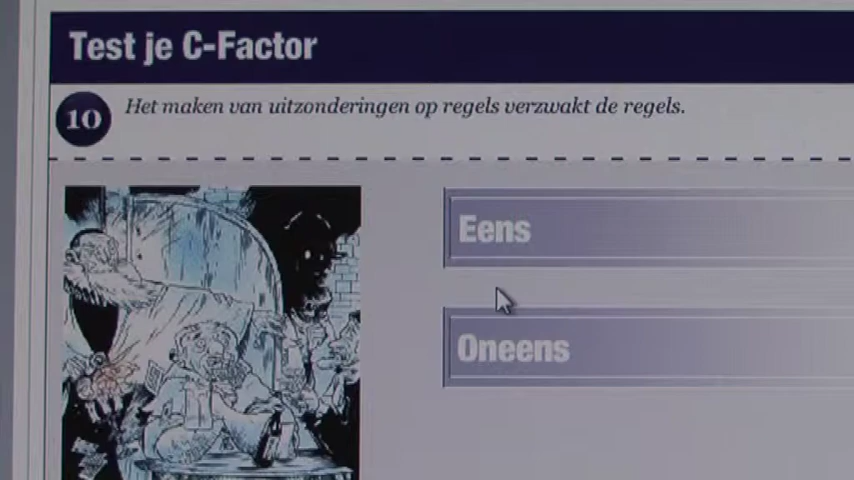 Test je C-Factor
10
Het maken van uitzonderingen op regels verzwakt de regels.
Eens
Oneens